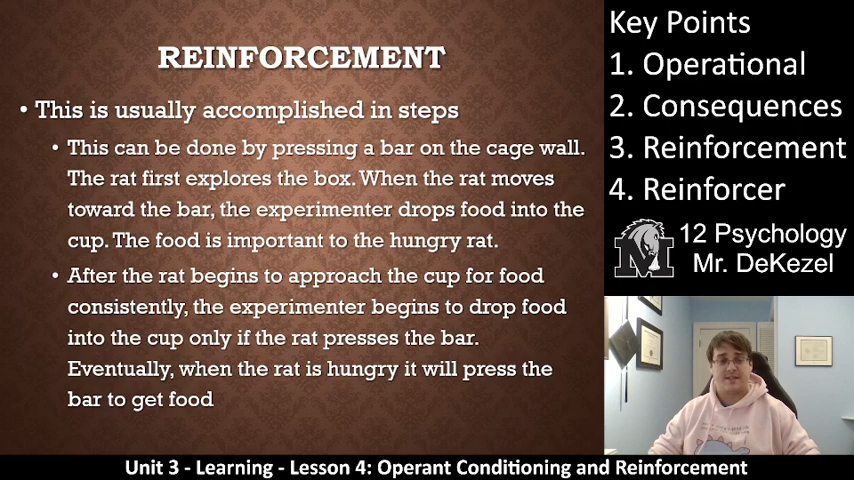 REINFORCEMENT
• This is usually accomplished in steps
• This can be done by pressing a bar on the cage wall.
The rat first explores the box. When the rat moves
toward the bar, the experimenter drops food into the
cup. The food is important to the hungry rat.
• After the rat begins to approach the cup for food
consistently, the experimenter begins to drop food
into the cup only if the rat presses the bar.
Eventually, when the rat is hungry it will press the
bar to get food
Key Points
1. Operational
2. Consequences
3. Reinforcement
4. Reinforcer
M
12 Psychology
Mr. DeKezel
Unit 3 - Learning - Lesson 4: Operant Conditioning and Reinforcement